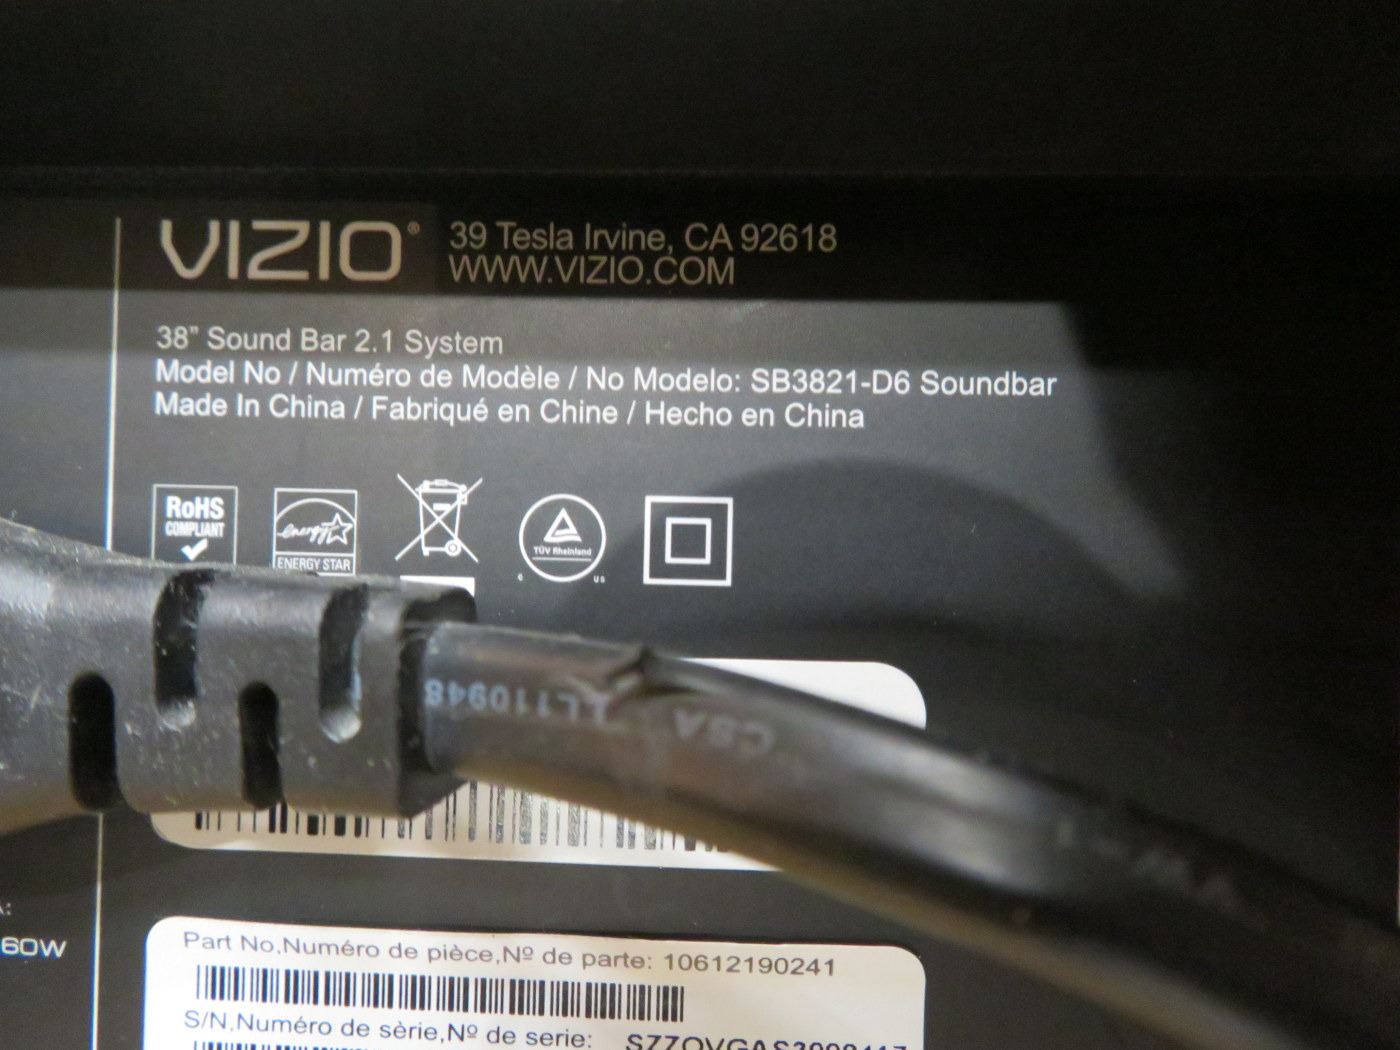 VIZIO® 39 Tesla Irvine, CA 92618
WWW.VIZIO.COM
38" Sound Bar 2.1 System
Model No / Numéro de Modèle / No Modelo: SB3821-D6 Soundbar
Made In China / Fabriqué en Chine / Hecho en China
RoHS
COMPLIANT
energy
ENERGY STAR
TÜV Rheinland
c us
LL110948 CSA
60W
Part No,Numéro de pièce,Nº de parte: 10612190241
S/N,Numéro de sèrie,Nº de serie: